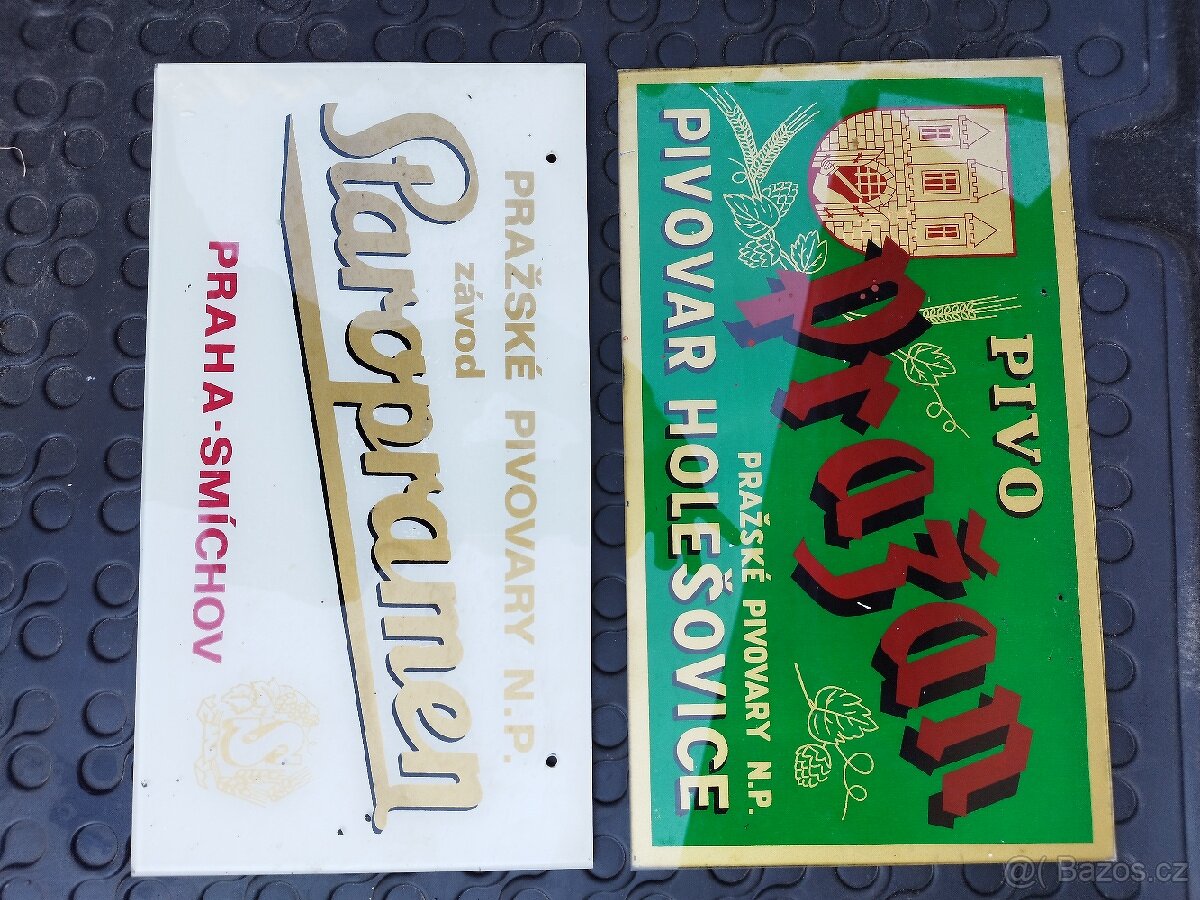 PRAŽSKÉ PIVOVARY N.P.
závod
Staropramen
PRAHA-SMÍCHOV
S
PIVO
Pražan
PRAŽSKÉ PIVOVARY N.P.
PIVOVAR HOLEŠOVICE
@( Bazos.cz